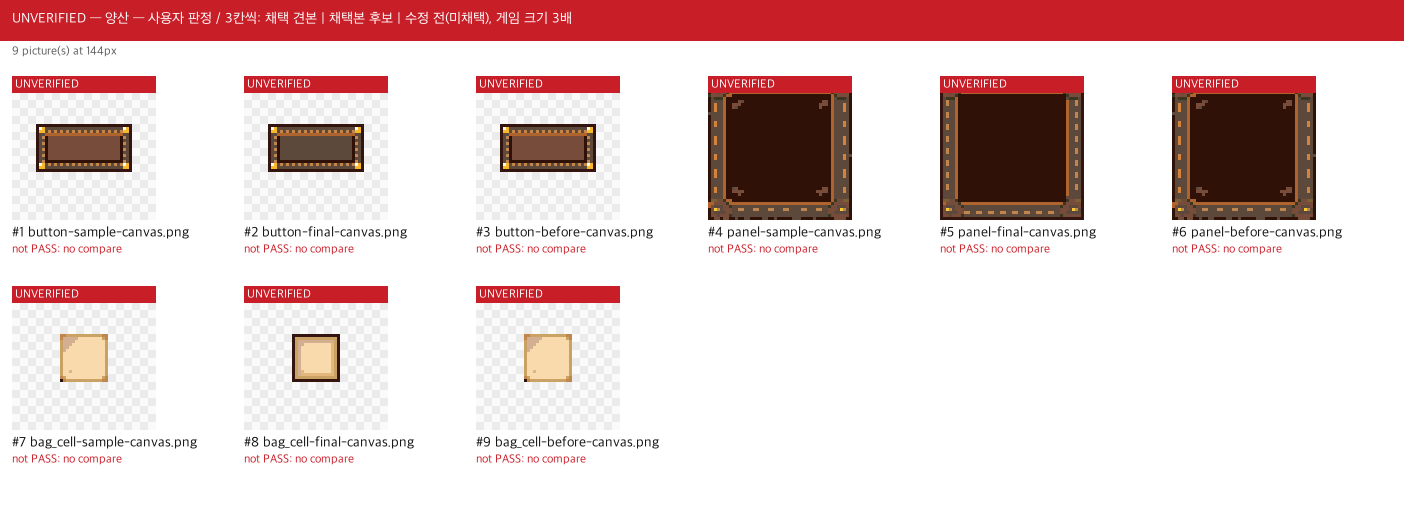 UNVERIFIED — 양산 — 사용자 판정 / 3칸씩: 채택 견본 | 채택본 후보 | 수정 전(미채택), 게임 크기 3배
9 picture(s) at 144px
UNVERIFIED UNVERIFIED UNVERIFIED UNVERIFIED UNVERIFIED UNVERIFIED
#1 button-sample-canvas.png #2 button-final-canvas.png #3 button-before-canvas.png #4 panel-sample-canvas.png #5 panel-final-canvas.png #6 panel-before-canvas.png
not PASS: no compare not PASS: no compare not PASS: no compare not PASS: no compare not PASS: no compare not PASS: no compare
UNVERIFIED UNVERIFIED UNVERIFIED
#7 bag_cell-sample-canvas.png #8 bag_cell-final-canvas.png #9 bag_cell-before-canvas.png
not PASS: no compare not PASS: no compare not PASS: no compare